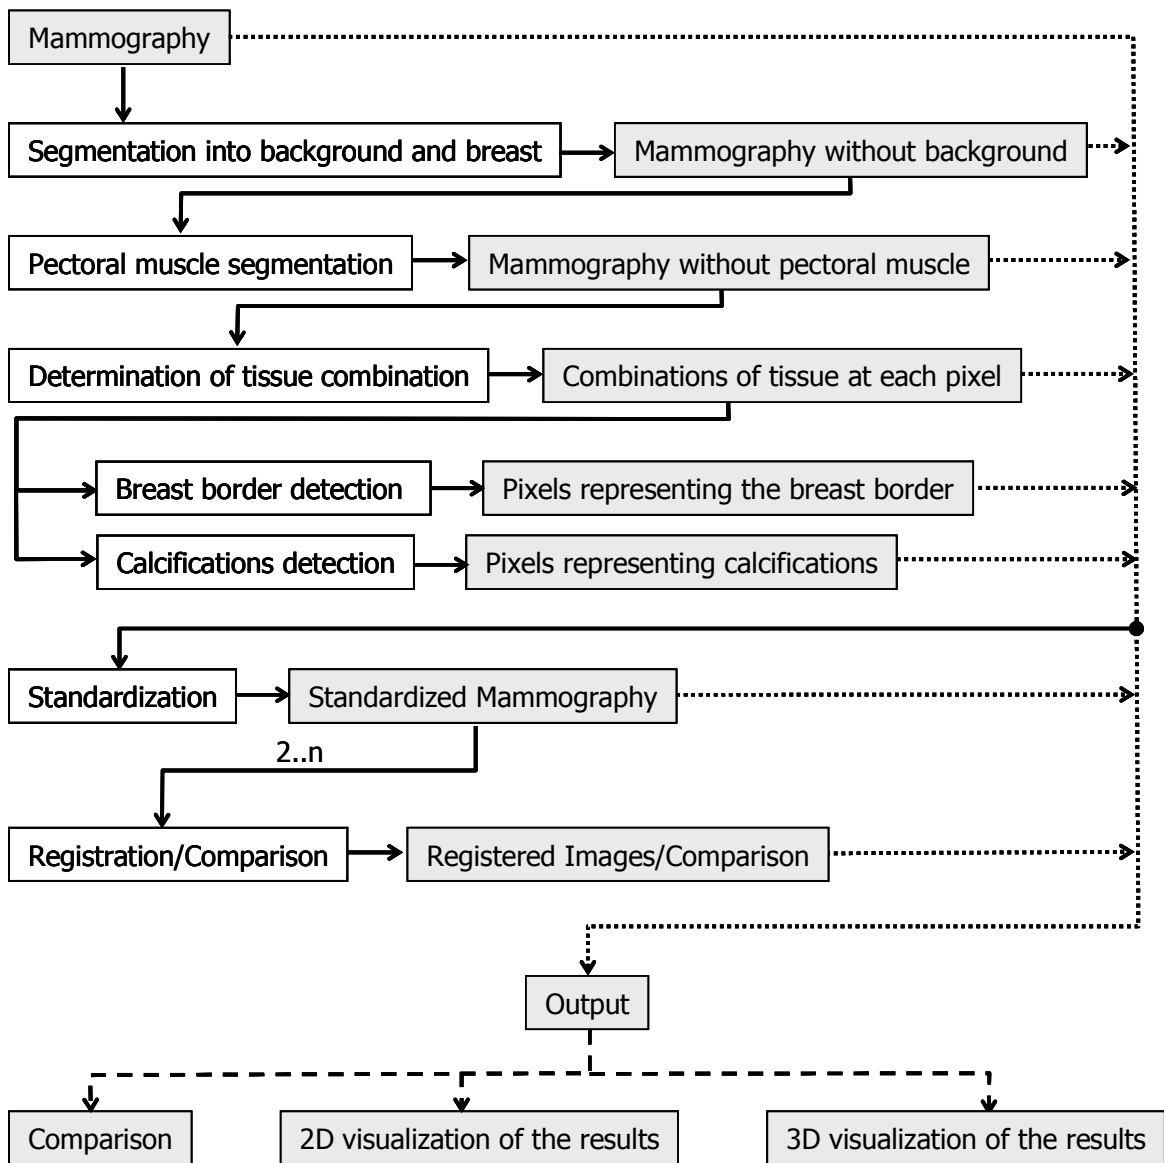 Mammography
Segmentation into background and breast
Mammography without background
Pectoral muscle segmentation
Mammography without pectoral muscle
Determination of tissue combination
Combinations of tissue at each pixel
Breast border detection
Pixels representing the breast border
Calcifications detection
Pixels representing calcifications
Standardization
Standardized Mammography
2..n
Registration/Comparison
Registered Images/Comparison
Output
Comparison
2D visualization of the results
3D visualization of the results